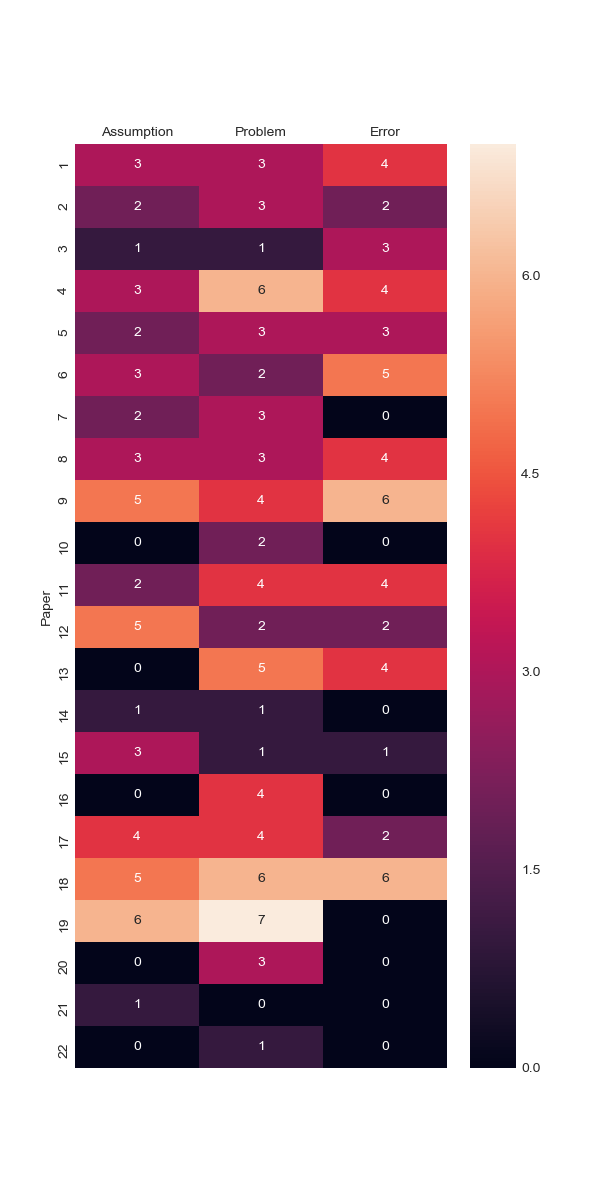 Assumption Problem Error
1 3 3 4
2 2 3 2
3 1 1 3
6.0
4 3 6 4
5 2 3 3
6 3 2 5
7 2 3 0
8 3 3 4
4.5
9 5 4 6
10 0 2 0
11 2 4 4
Paper
12 5 2 2
13 0 5 4
3.0
14 1 1 0
15 3 1 1
16 0 4 0
17 4 4 2
1.5
18 5 6 6
19 6 7 0
20 0 3 0
21 1 0 0
22 0 1 0
0.0